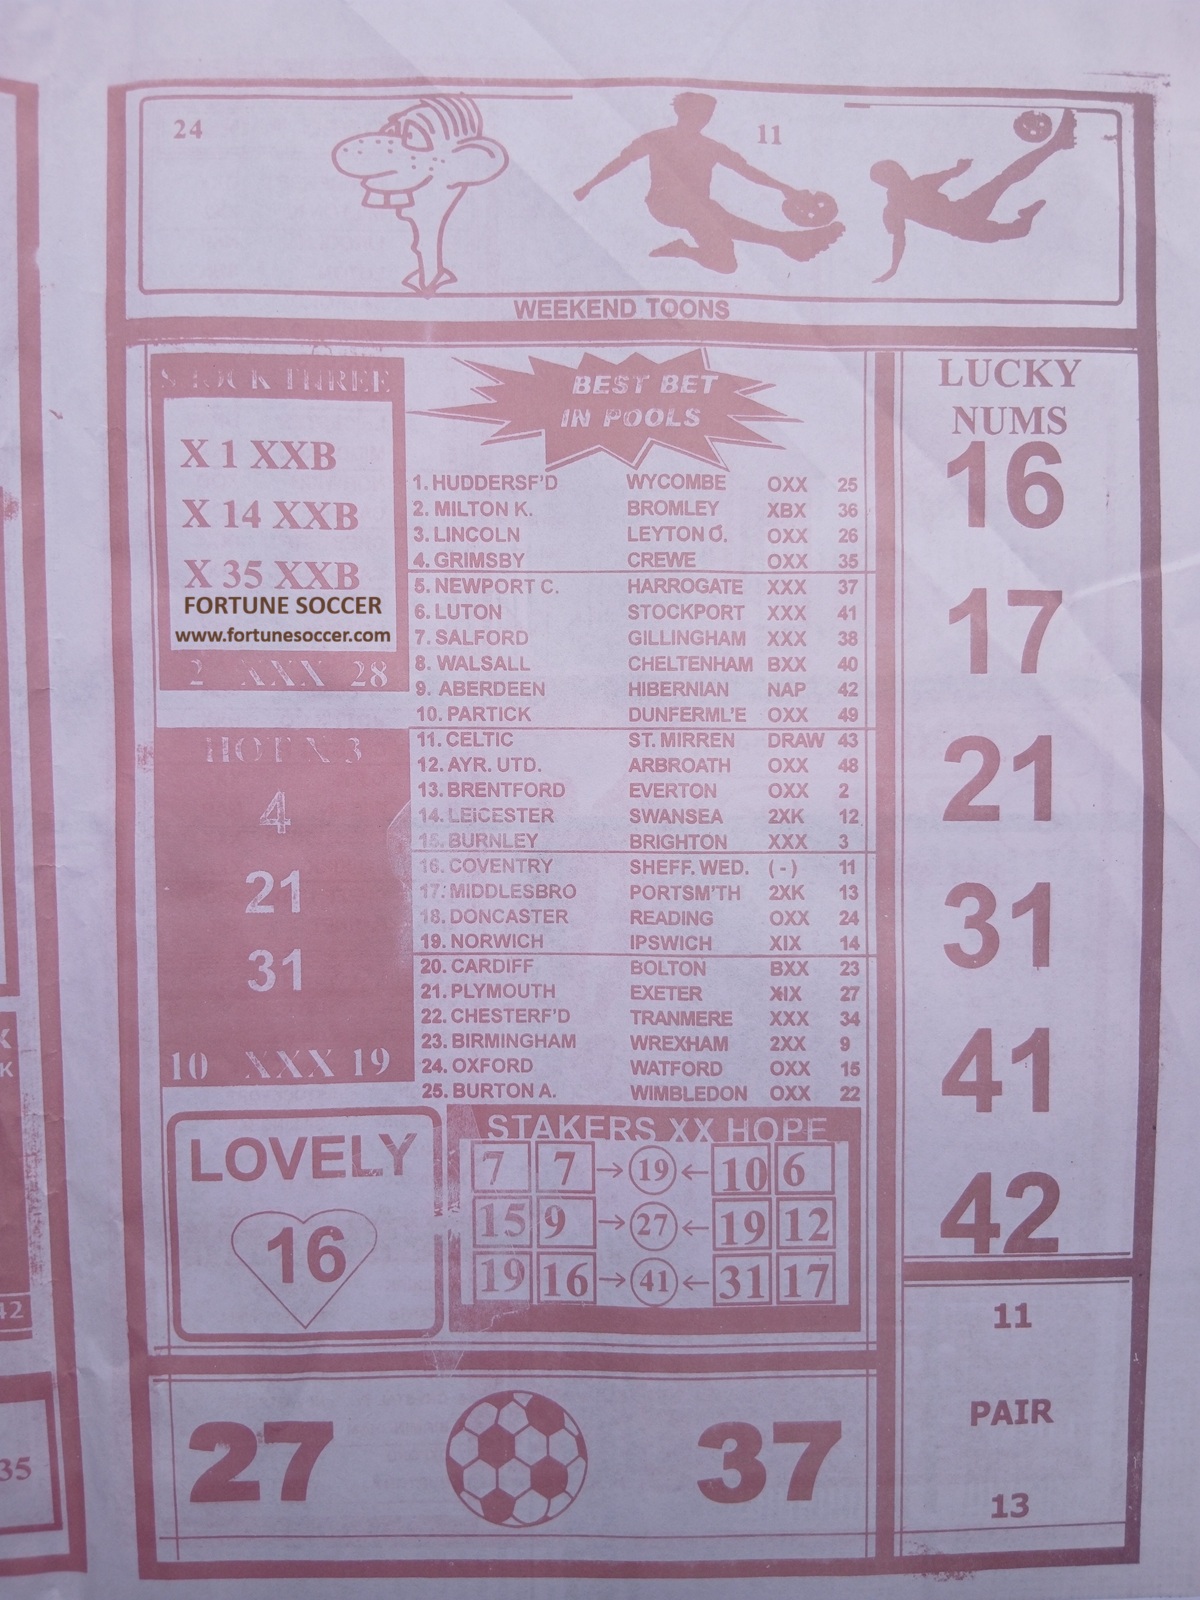 24
11
WEEKEND TOONS
SHOCK THREE
X 1 XXB
X 14 XXB
X 35 XXB
FORTUNE SOCCER
www.fortunesoccer.com
2 XXX 28
HOT X 3
4
21
31
10 XXX 19
BEST BET
IN POOLS
1. HUDDERSF'D WYCOMBE OXX 25
2. MILTON K. BROMLEY XBX 36
3. LINCOLN LEYTON O. OXX 26
4. GRIMSBY CREWE OXX 35
5. NEWPORT C. HARROGATE XXX 37
6. LUTON STOCKPORT XXX 41
7. SALFORD GILLINGHAM XXX 38
8. WALSALL CHELTENHAM BXX 40
9. ABERDEEN HIBERNIAN NAP 42
10. PARTICK DUNFERML'E OXX 49
11. CELTIC ST. MIRREN DRAW 43
12. AYR. UTD. ARBROATH OXX 48
13. BRENTFORD EVERTON OXX 2
14. LEICESTER SWANSEA 2XK 12
15. BURNLEY BRIGHTON XXX 3
16. COVENTRY SHEFF. WED. (-) 11
17. MIDDLESBRO PORTSM'TH 2XK 13
18. DONCASTER READING OXX 24
19. NORWICH IPSWICH XIX 14
20. CARDIFF BOLTON BXX 23
21. PLYMOUTH EXETER XIX 27
22. CHESTERF'D TRANMERE XXX 34
23. BIRMINGHAM WREXHAM 2XX 9
24. OXFORD WATFORD OXX 15
25. BURTON A. WIMBLEDON OXX 22
LUCKY
NUMS
16
17
21
31
41
42
LOVELY
16
STAKERS XX HOPE
7 7 → 19 ← 10 6
15 9 → 27 ← 19 12
19 16 → 41 ← 31 17
11
PAIR
13
27 37
X
K
42
35